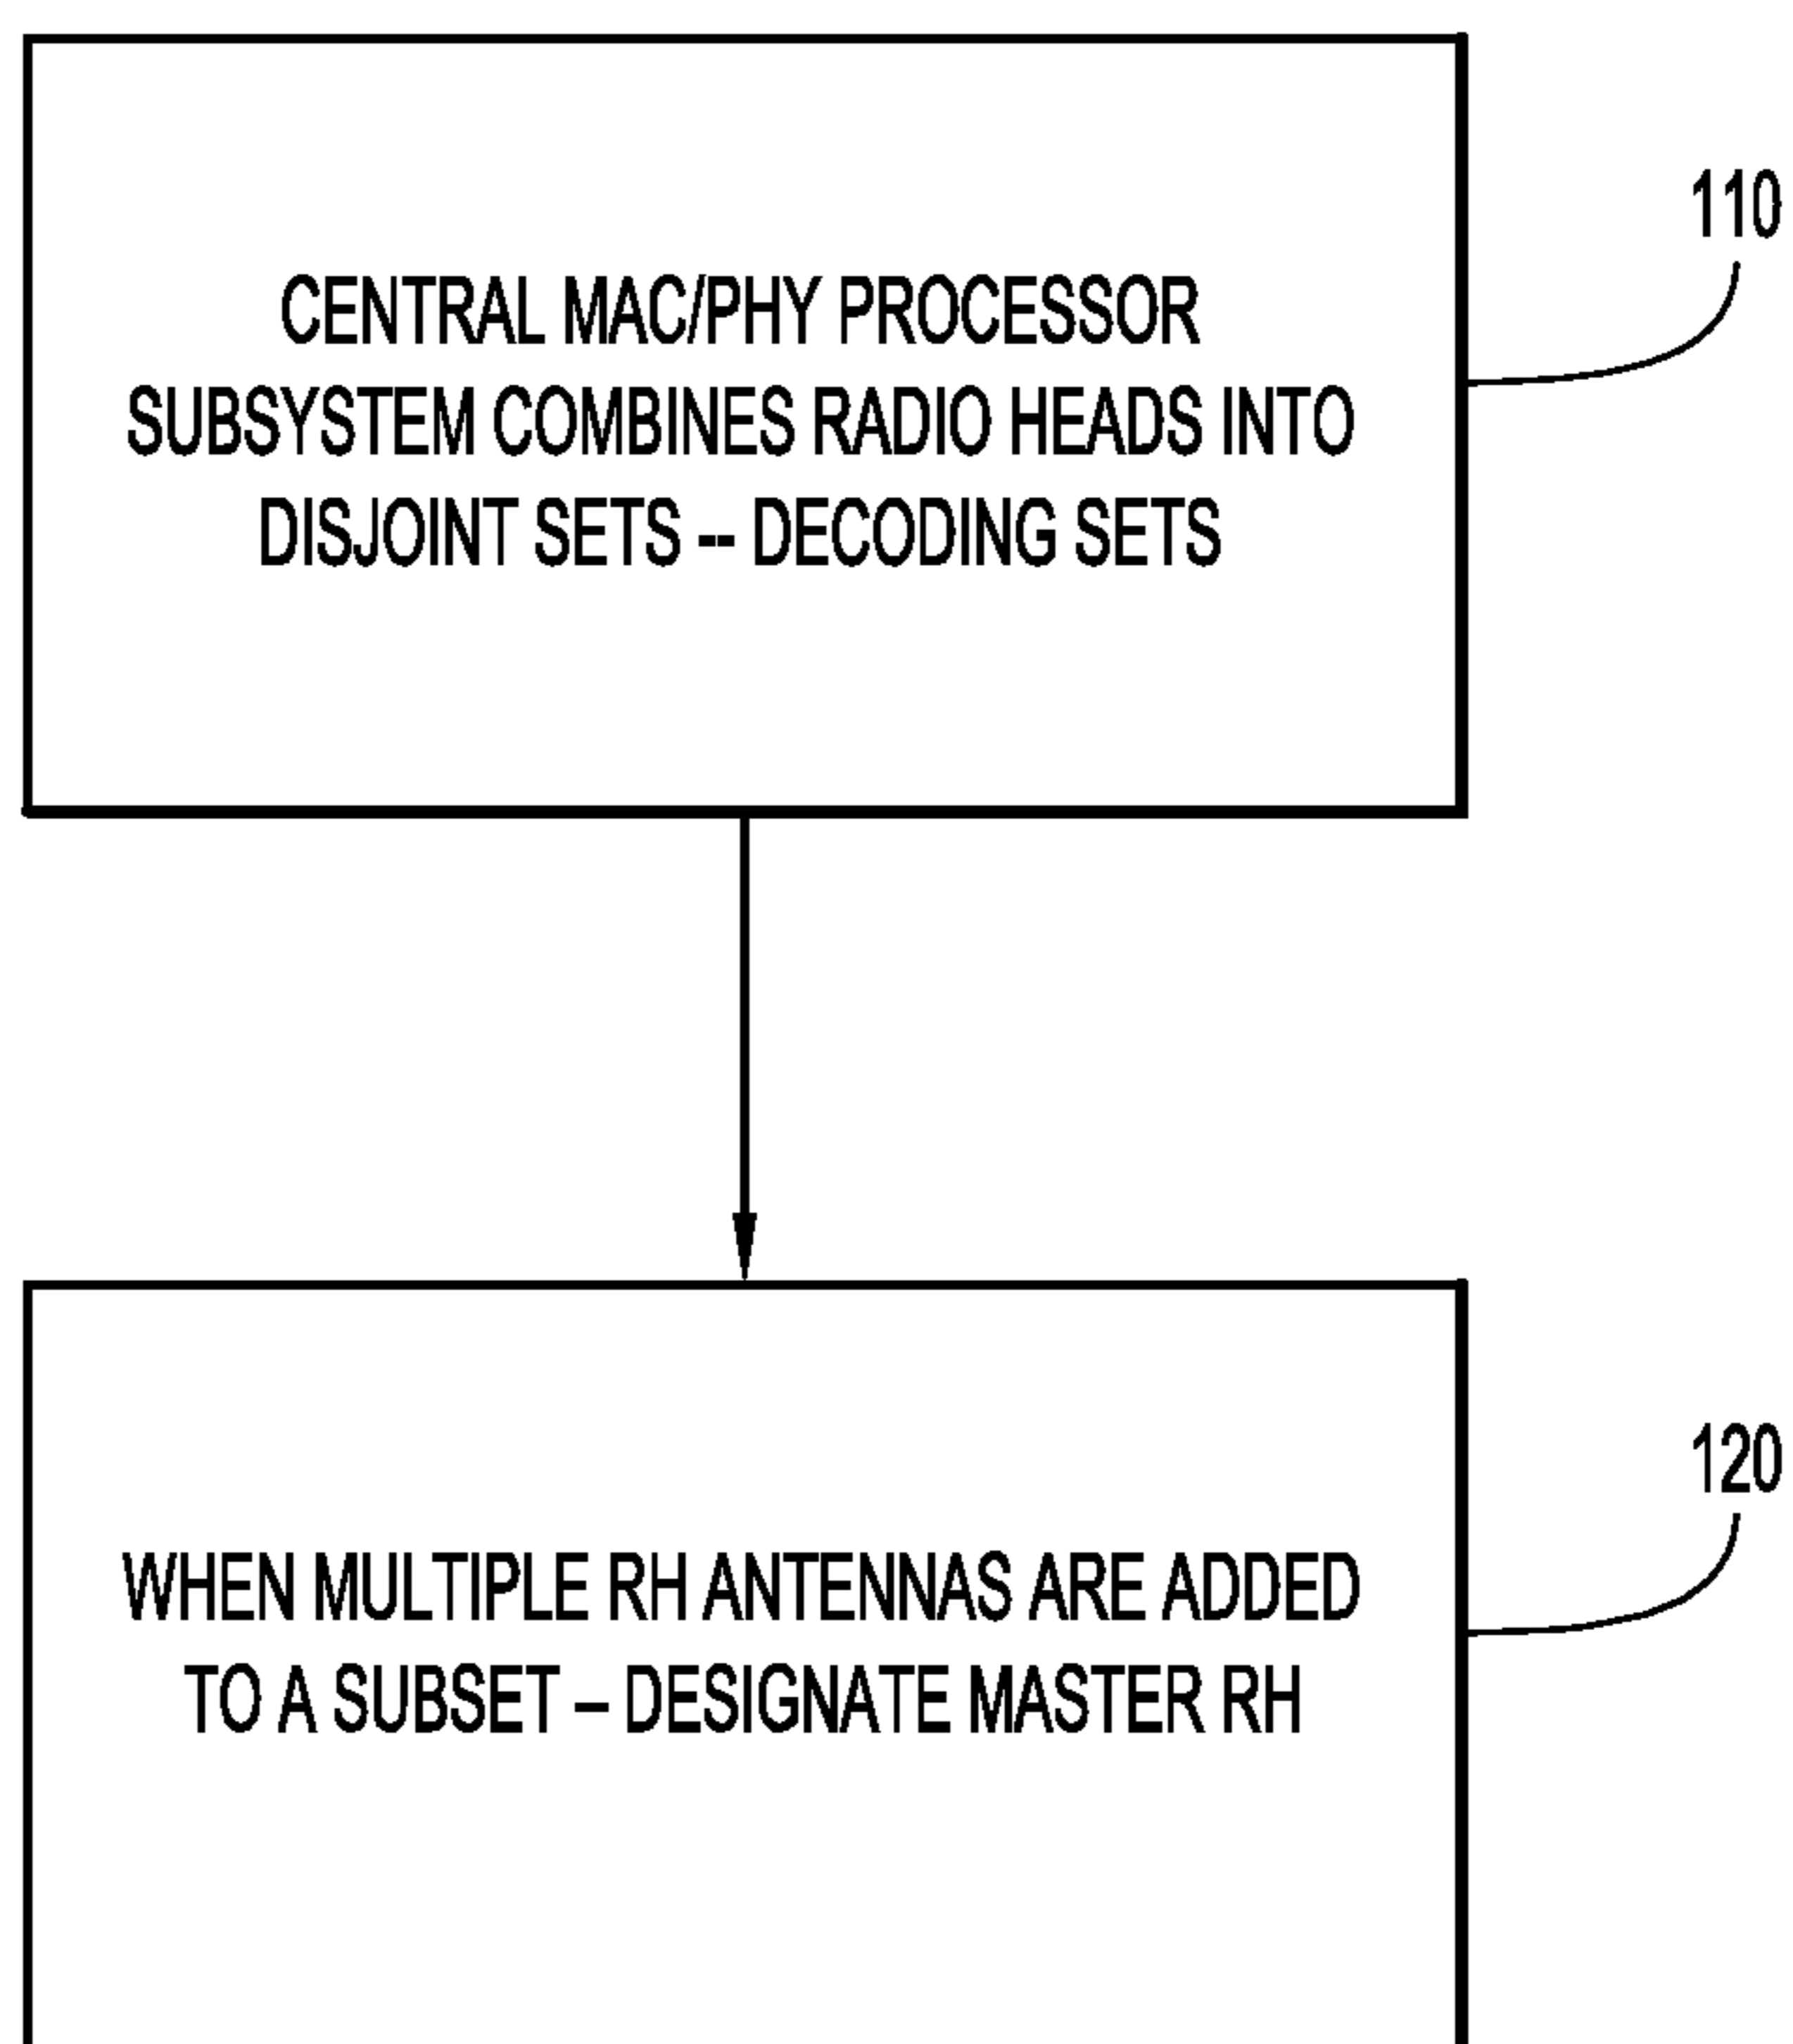 CENTRAL MAC/PHY PROCESSOR
SUBSYSTEM COMBINES RADIO HEADS INTO
DISJOINT SETS -- DECODING SETS
110
WHEN MULTIPLE RH ANTENNAS ARE ADDED
TO A SUBSET – DESIGNATE MASTER RH
120